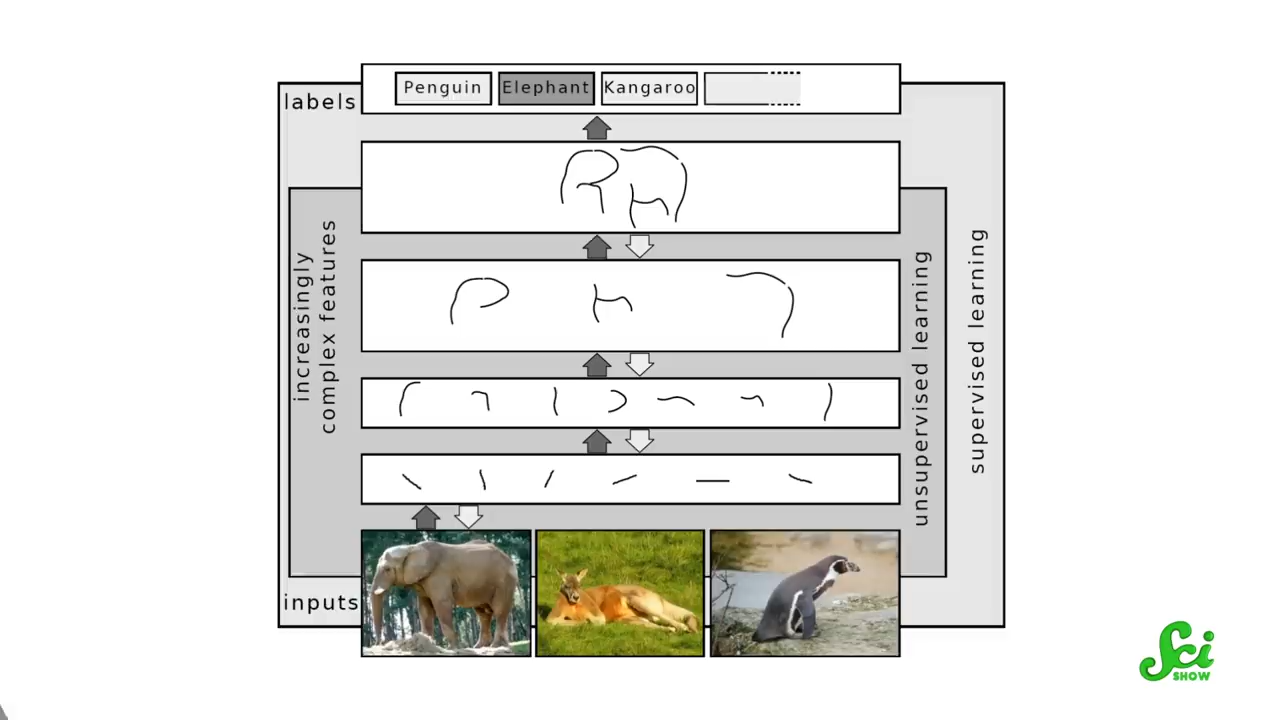 labels
Penguin
Elephant
Kangaroo
increasingly
complex features
unsupervised learning
supervised learning
inputs
Sci
SHOW